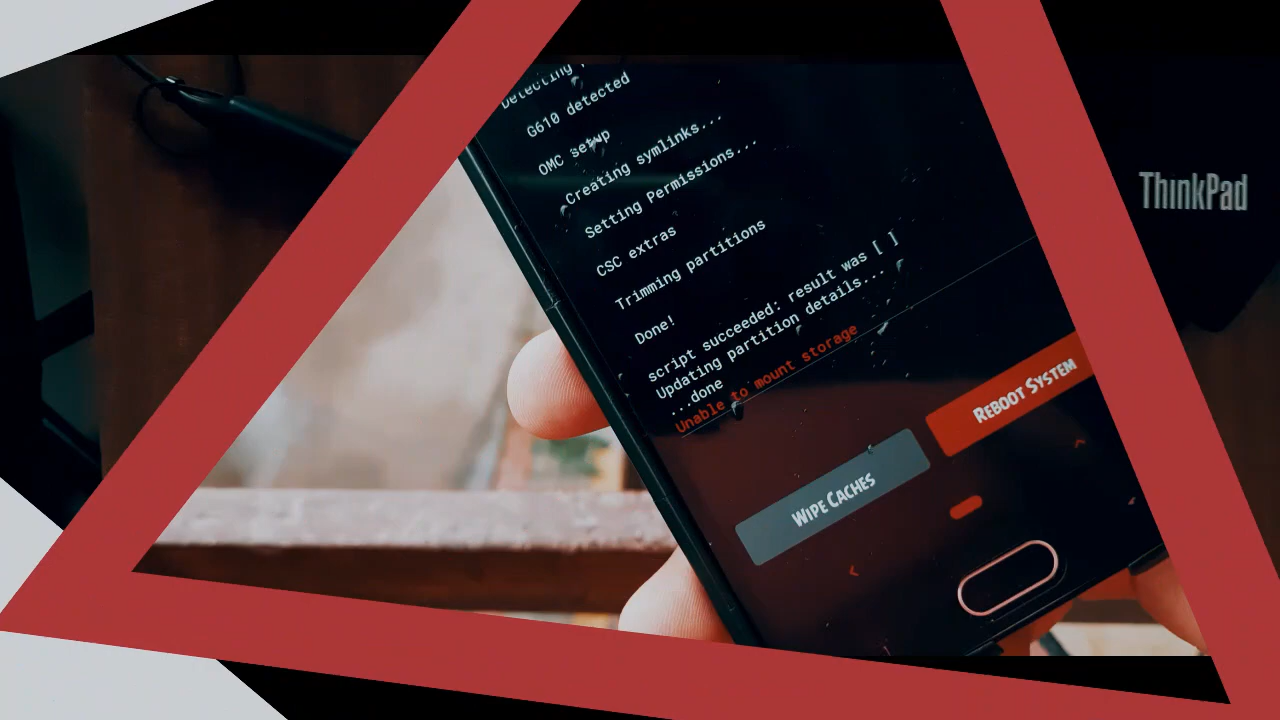 Detecting
G610 detected
OMC setup
Creating symlinks...
Setting Permissions...
CSC extras
Trimming partitions
Done!
script succeeded: result was [ ]
Updating partition details...
...done
Unable to mount storage
WIPE CACHES
REBOOT SYSTEM
ThinkPad